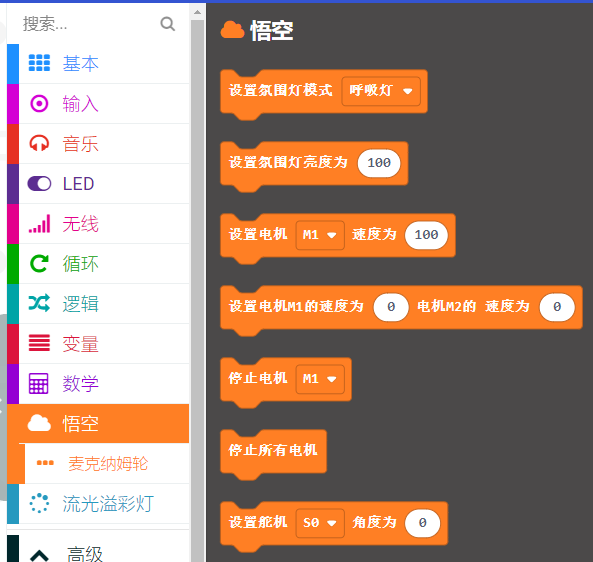 搜索...
基本
输入
音乐
LED
无线
循环
逻辑
变量
数学
悟空
麦克纳姆轮
流光溢彩灯
高级
悟空
设置氛围灯模式 呼吸灯
设置氛围灯亮度为 100
设置电机 M1 速度为 100
设置电机M1的速度为 0 电机M2的 速度为 0
停止电机 M1
停止所有电机
设置舵机 S0 角度为 0